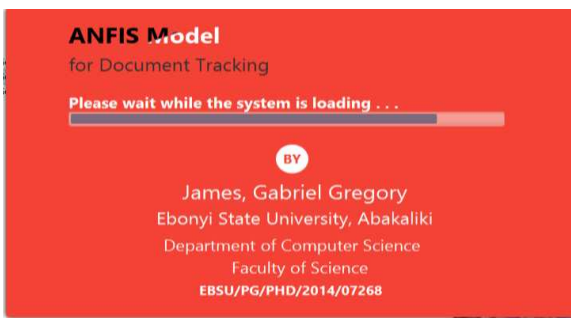 ANFIS Model
for Document Tracking
Please wait while the system is loading . . .
BY
James, Gabriel Gregory
Ebonyi State University, Abakaliki
Department of Computer Science
Faculty of Science
EBSU/PG/PHD/2014/07268